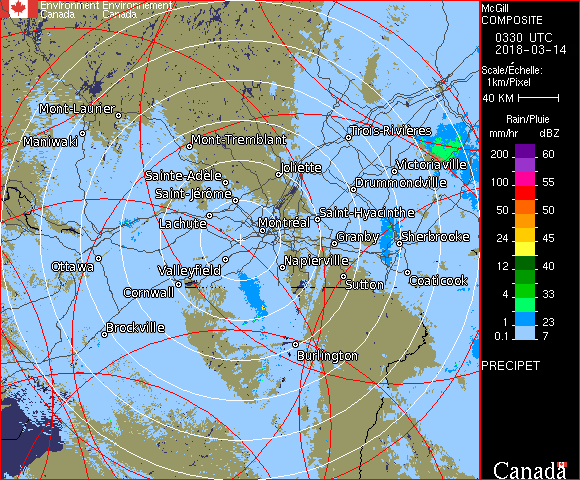 Environment Environnement
Canada Canada
McGill
COMPOSITE
0330 UTC
2018-03-14
Scale/Échelle:
1km/Pixel
40 KM
Rain/Pluie
mm/hr dBZ
200 60
100 55
50 50
24 45
12 40
4 33
1 23
0.1 7
PRECIPET
Canada
Mont-Laurier
Maniwaki
Mont-Tremblant
Trois-Rivières
Joliette
Victoriaville
Sainte-Adèle
Drummondville
Saint-Jérôme
Lachute
Montréal
Saint-Hyacinthe
Granby
Sherbrooke
Ottawa
Valleyfield
Napierville
Cornwall
Sutton
Coaticook
Brockville
Burlington